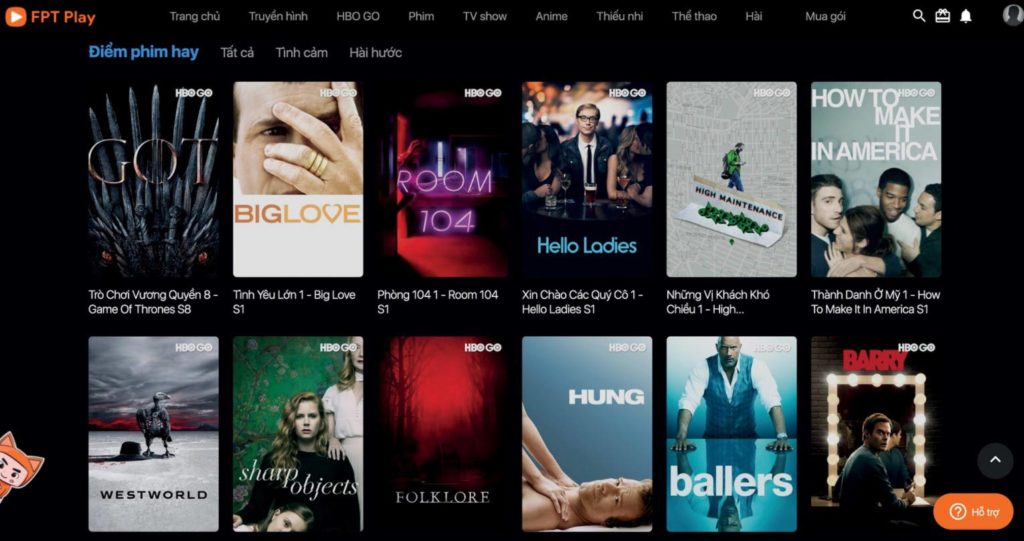 FPT Play
Trang chủ
Truyền hình
HBO GO
Phim
TV show
Anime
Thiếu nhi
Thể thao
Hài
Mua gói
Điểm phim hay
Tất cả
Tình cảm
Hài hước
HBO GO
GOT
Trò Chơi Vương Quyền 8 -
Game Of Thrones S8
HBO GO
BIGLOVE
Tình Yêu Lớn 1 - Big Love
S1
HBO GO
ROOM
104
Phòng 104 1 - Room 104
S1
HBO GO
Hello Ladies
Xin Chào Các Quý Cô 1 -
Hello Ladies S1
HBO GO
HIGH MAINTENANCE
Những Vị Khách Khó
Chiều 1 - High...
HBO GO
HOW TO
MAKE
IT
IN AMERICA
Thành Danh Ở Mỹ 1 - How
To Make It In America S1
HBO GO
WESTWORLD
HBO GO
sharp
objects
HBO GO
FOLKLORE
HBO GO
HUNG
HBO GO
ballers
HBO GO
BARRY
Hỗ trợ